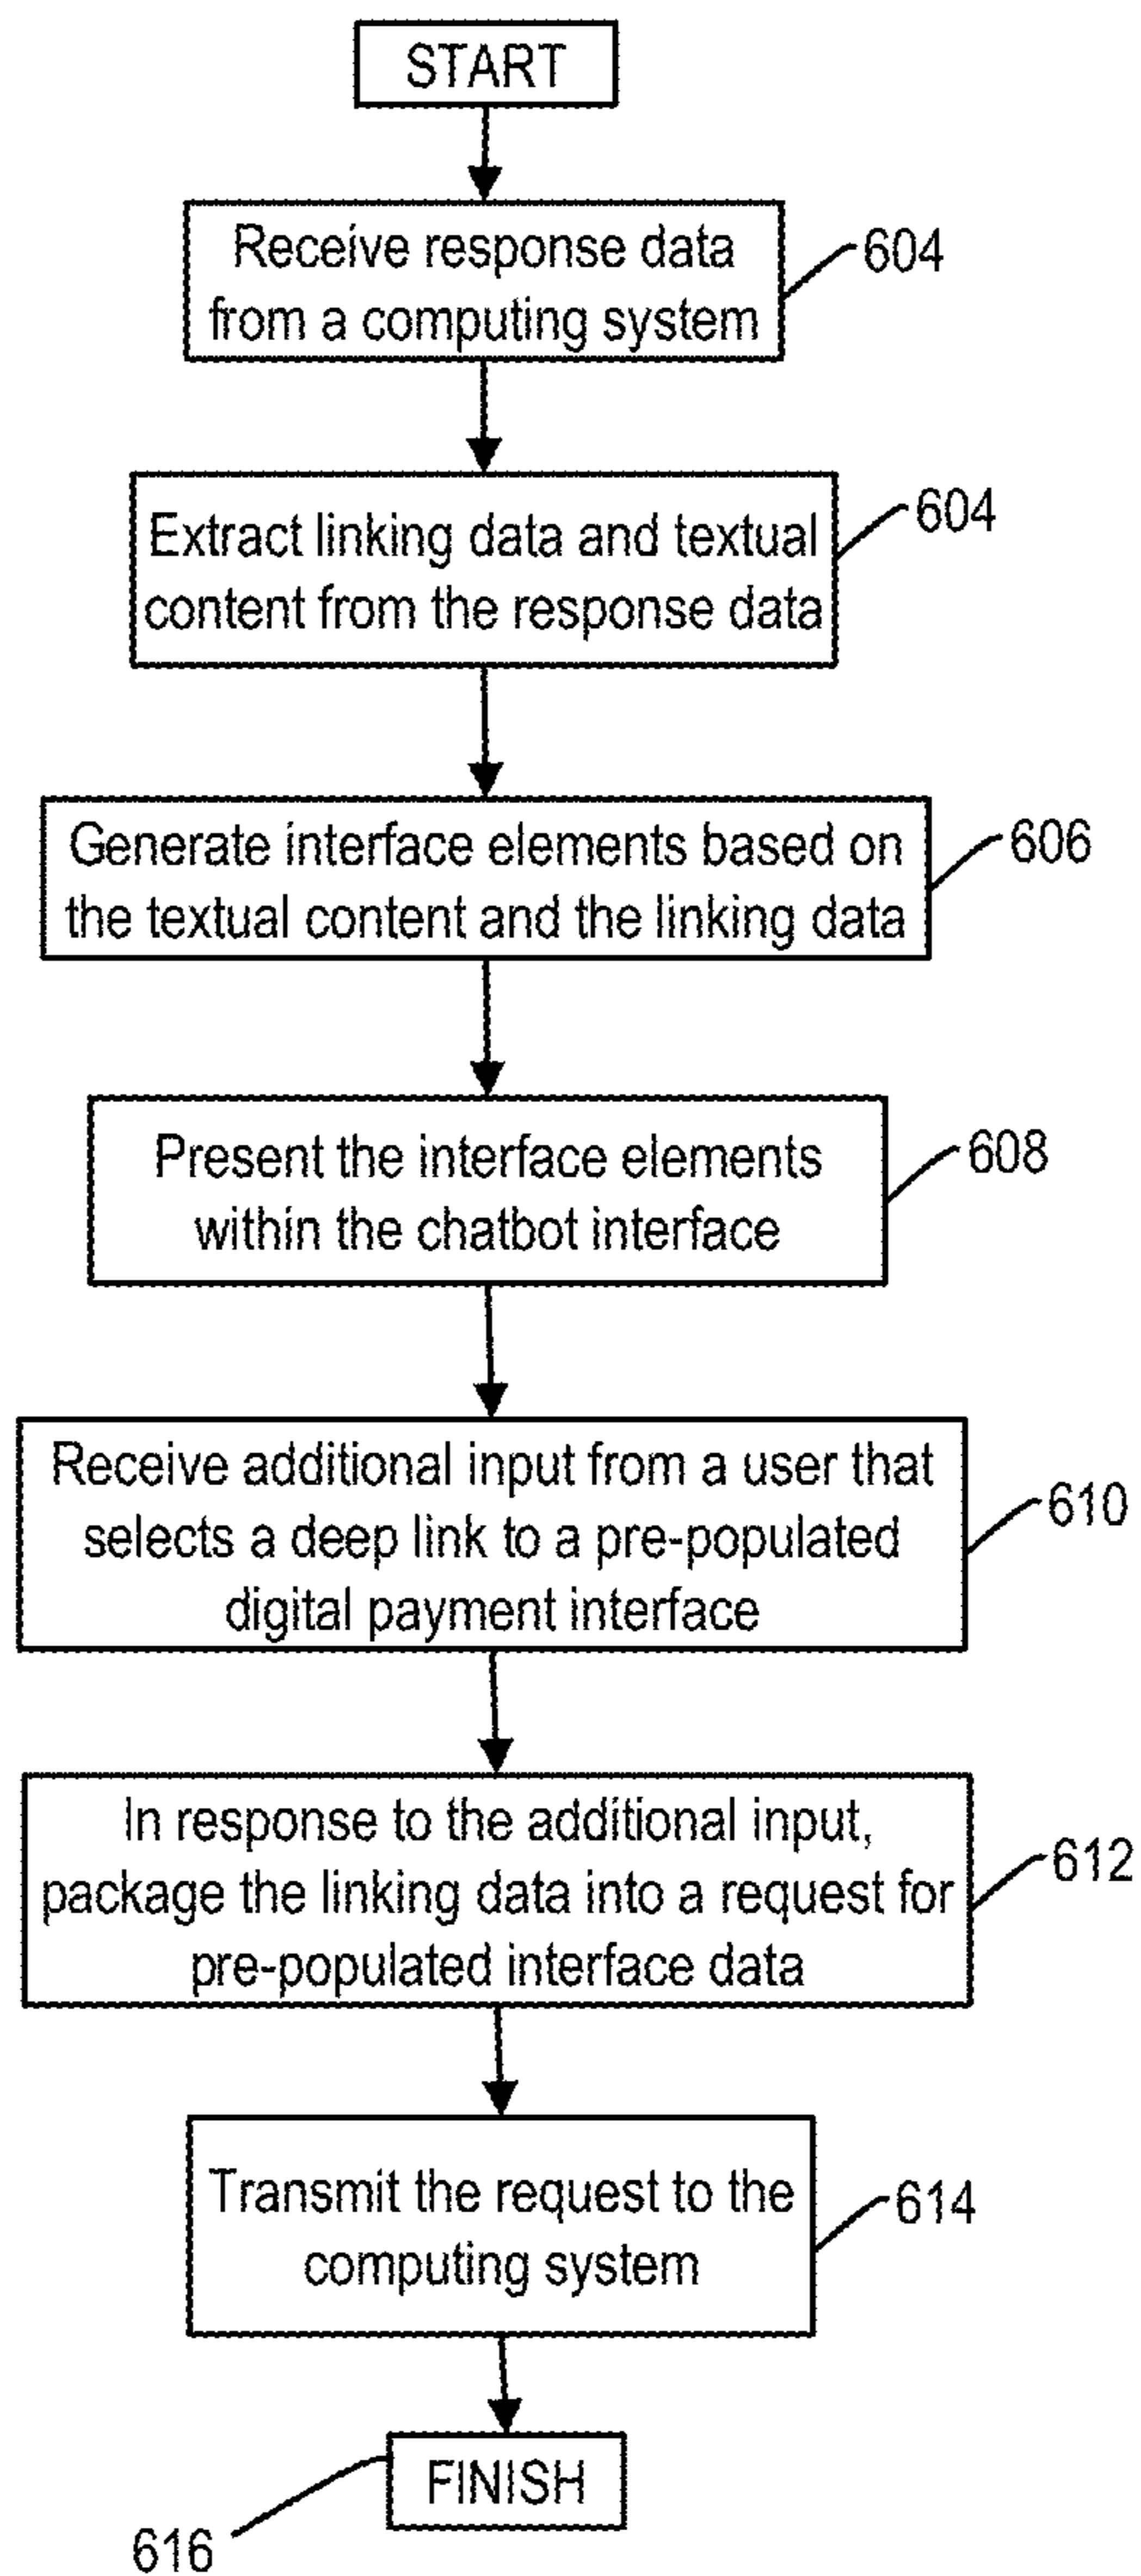 START
Receive response data
from a computing system
604
Extract linking data and textual
content from the response data
604
Generate interface elements based on
the textual content and the linking data
606
Present the interface elements
within the chatbot interface
608
Receive additional input from a user that
selects a deep link to a pre-populated
digital payment interface
610
In response to the additional input,
package the linking data into a request for
pre-populated interface data
612
Transmit the request to the
computing system
614
FINISH
616